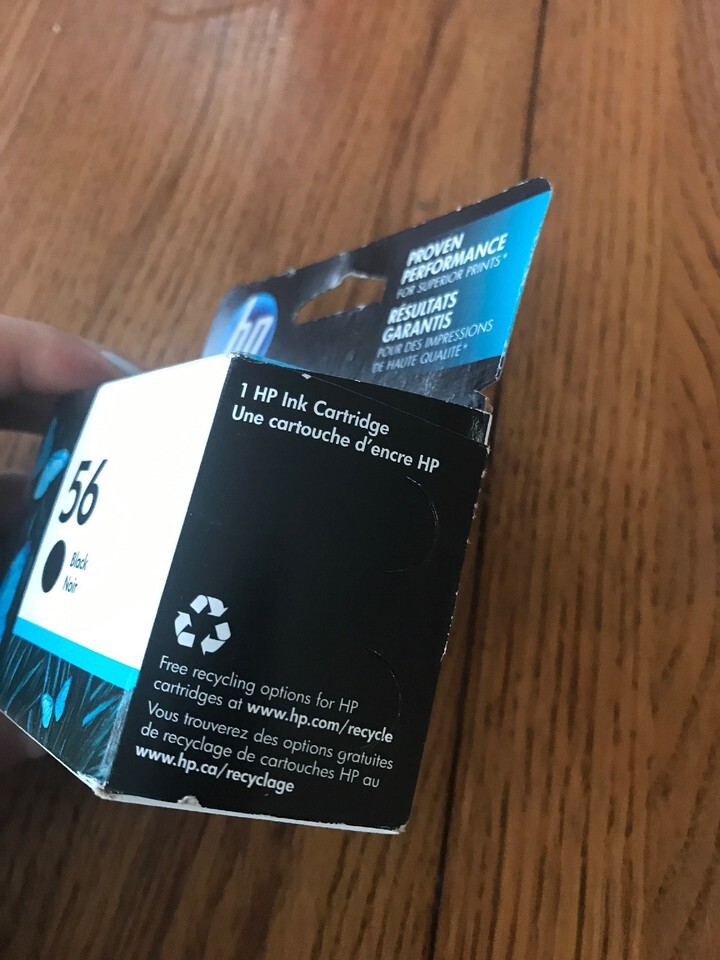 hp
PROVEN
PERFORMANCE
FOR SUPERIOR PRINTS*
RÉSULTATS
GARANTIS
POUR DES IMPRESSIONS
DE HAUTE QUALITÉ*
1 HP Ink Cartridge
Une cartouche d'encre HP
56
Black
Noir
Free recycling options for HP
cartridges at www.hp.com/recycle
Vous trouverez des options gratuites
de recyclage de cartouches HP au
www.hp.ca/recyclage